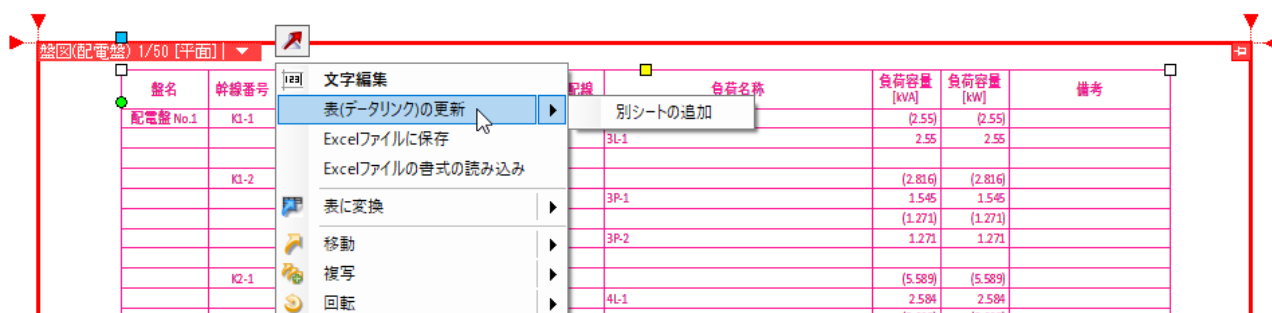 盤図(配電盤) 1/50 [平面]
盤名 幹線番号 配線 負荷名称 負荷容量 [kVA] 負荷容量 [kW] 備考
文字編集
表(データリンク)の更新
別シートの追加
Excelファイルに保存
Excelファイルの書式の読み込み
表に変換
移動
複写
回転
配電盤 No.1 K1-1 (2.55) (2.55)
3L-1 2.55 2.55
K1-2 (2.816) (2.816)
3P-1 1.545 1.545
(1.271) (1.271)
3P-2 1.271 1.271
K2-1 (5.589) (5.589)
4L-1 2.584 2.584